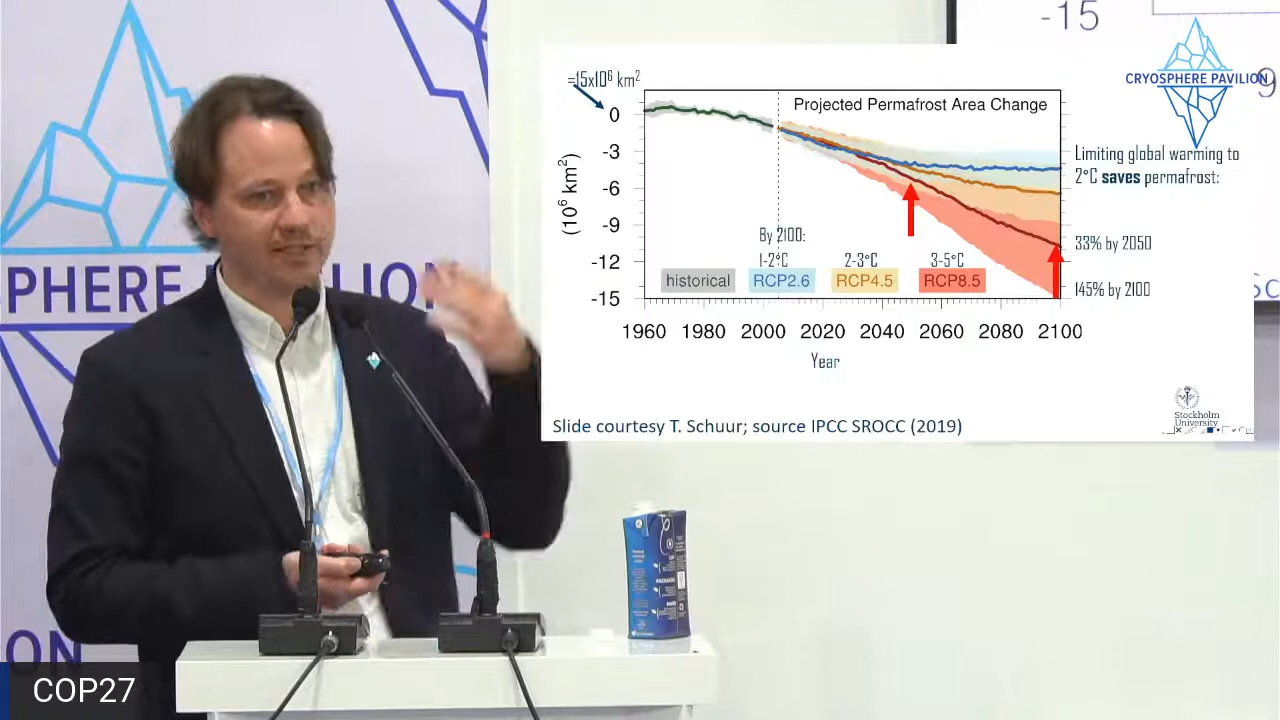 -15
CRYOSPHERE PAVILION
9
=15x10⁶ km²
Projected Permafrost Area Change
0
-3
-6
-9
-12
-15
(10⁶ km²)
By 2100:
1-2°C
2-3°C
3-5°C
historical
RCP2.6
RCP4.5
RCP8.5
1960 1980 2000 2020 2040 2060 2080 2100
Year
Limiting global warming to
2°C saves permafrost:
33% by 2050
145% by 2100
Slide courtesy T. Schuur; source IPCC SROCC (2019)
Stockholm
University
SPHERE PAVILION
ION
COP27